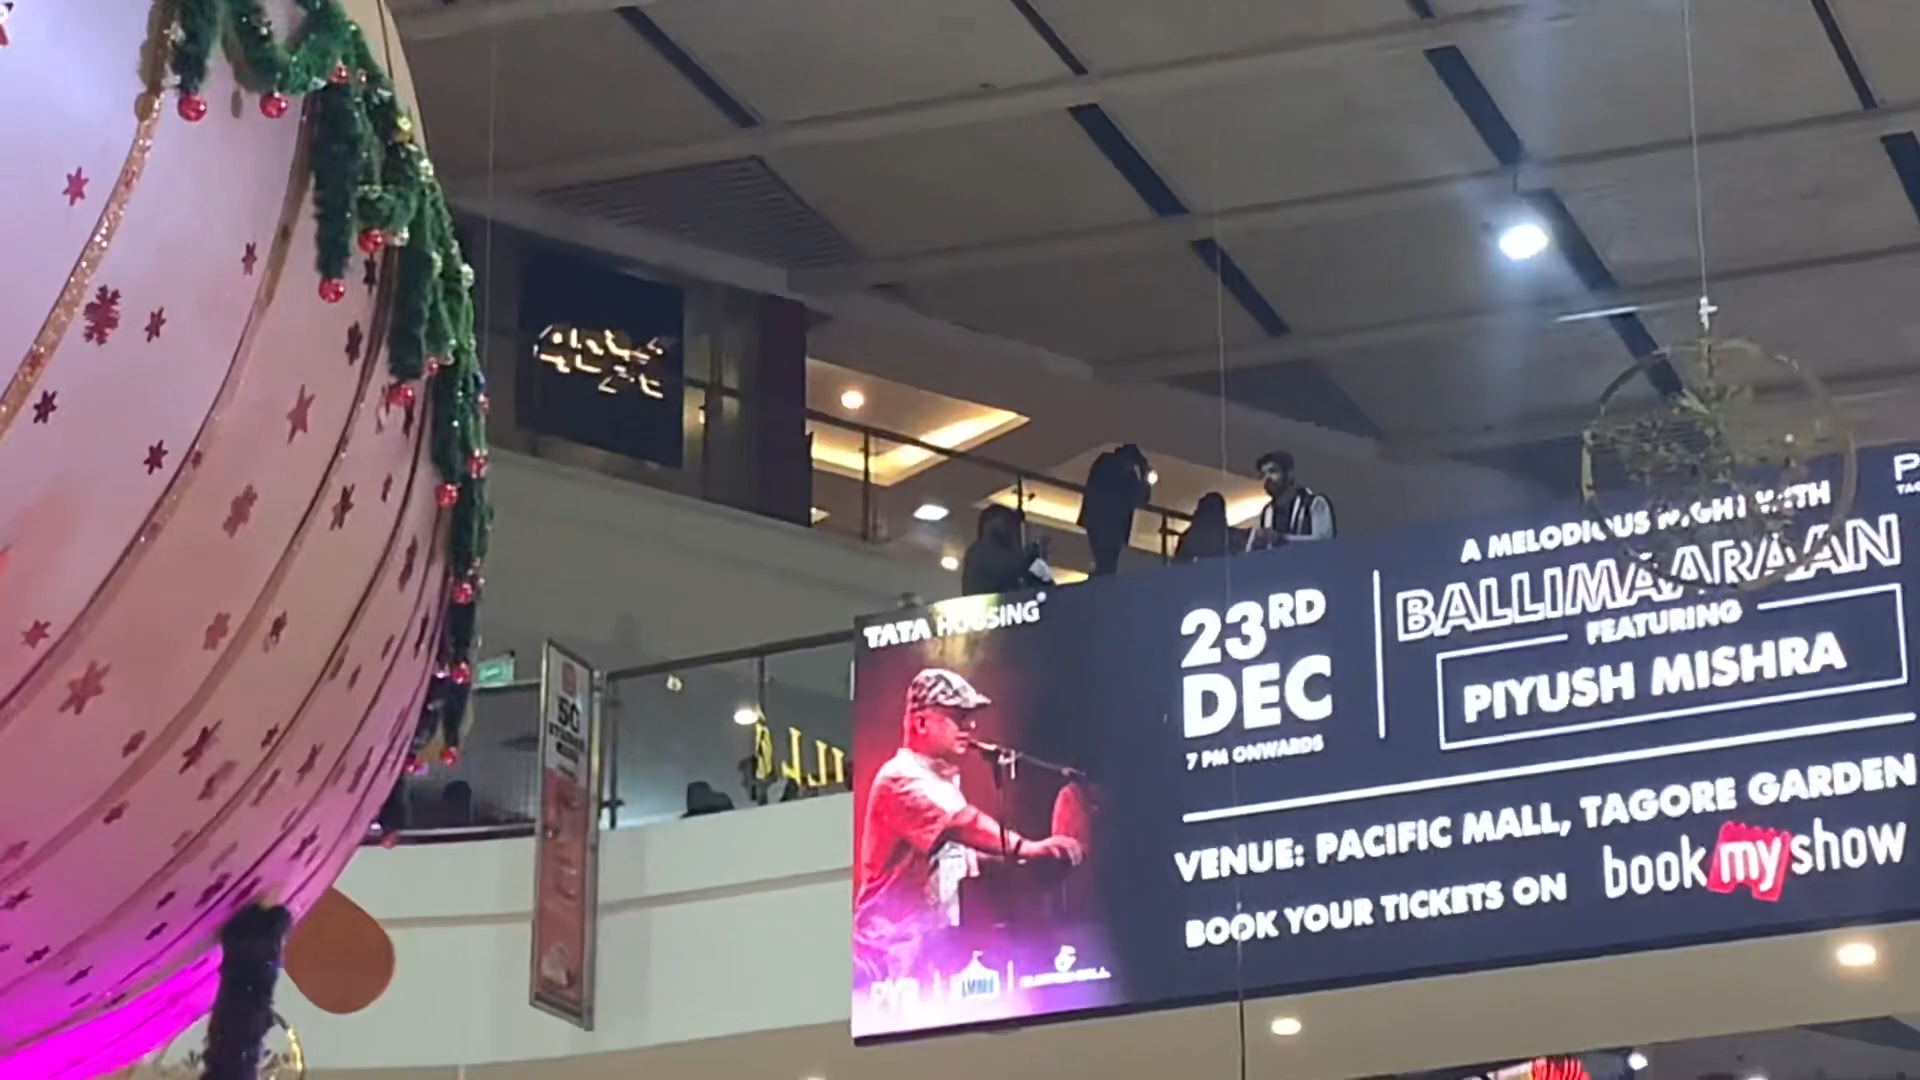 TATA HOUSING
23RD
DEC
7 PM ONWARDS
A MELODIOUS NIGHT WITH
BALLIMAARAAN
FEATURING
PIYUSH MISHRA
VENUE: PACIFIC MALL, TAGORE GARDEN
BOOK YOUR TICKETS ON bookmyshow